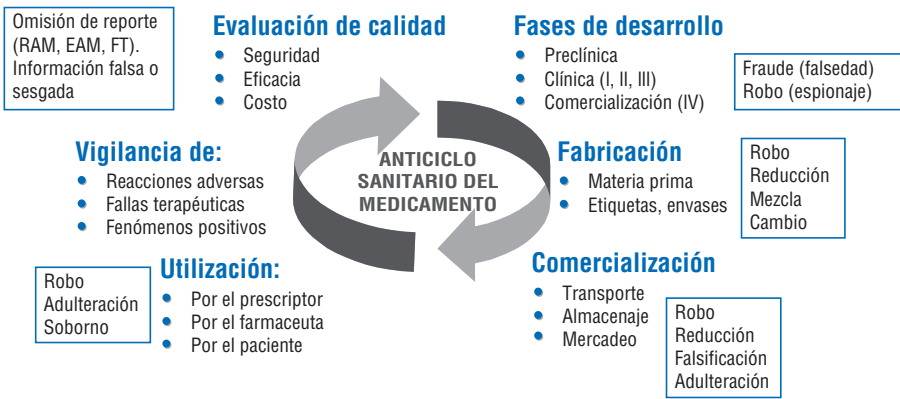 Omisión de reporte
(RAM, EAM, FT).
Información falsa o
sesgada
Evaluación de calidad
• Seguridad
• Eficacia
• Costo
Fases de desarrollo
• Preclínica
• Clínica (I, II, III)
• Comercialización (IV)
Fraude (falsedad)
Robo (espionaje)
Vigilancia de:
• Reacciones adversas
• Fallas terapéuticas
• Fenómenos positivos
ANTICICLO
SANITARIO DEL
MEDICAMENTO
Fabricación
• Materia prima
• Etiquetas, envases
Robo
Reducción
Mezcla
Cambio
Robo
Adulteración
Soborno
Utilización:
• Por el prescriptor
• Por el farmaceuta
• Por el paciente
Comercialización
• Transporte
• Almacenaje
• Mercadeo
Robo
Reducción
Falsificación
Adulteración